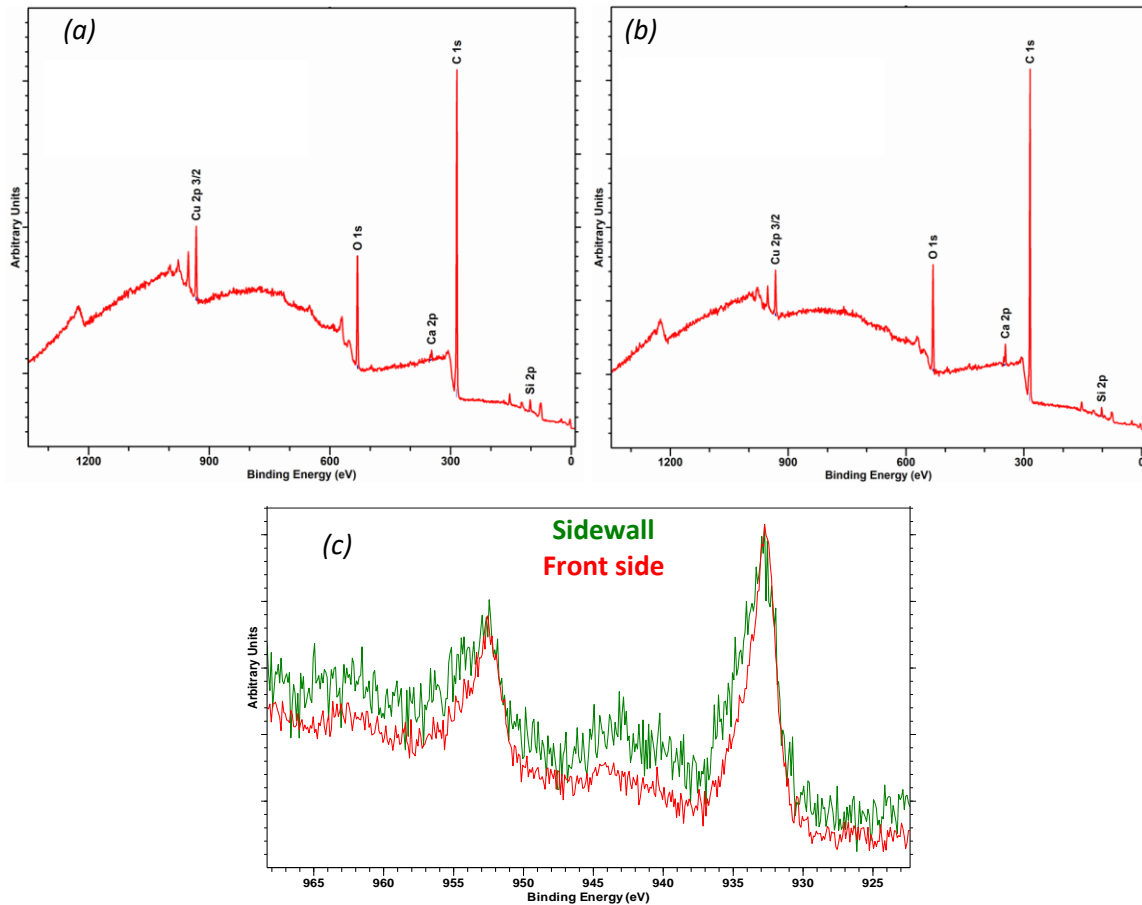 (a)
C 1s
Cu 2p 3/2
O 1s
Ca 2p
Si 2p
Arbitrary Units
1200 900 600 300 0
Binding Energy (eV)
(b)
C 1s
Cu 2p 3/2
O 1s
Ca 2p
Si 2p
Arbitrary Units
1200 900 600 300 0
Binding Energy (eV)
(c)
Sidewall
Front side
Arbitrary Units
965 960 955 950 945 940 935 930 925
Binding Energy (eV)